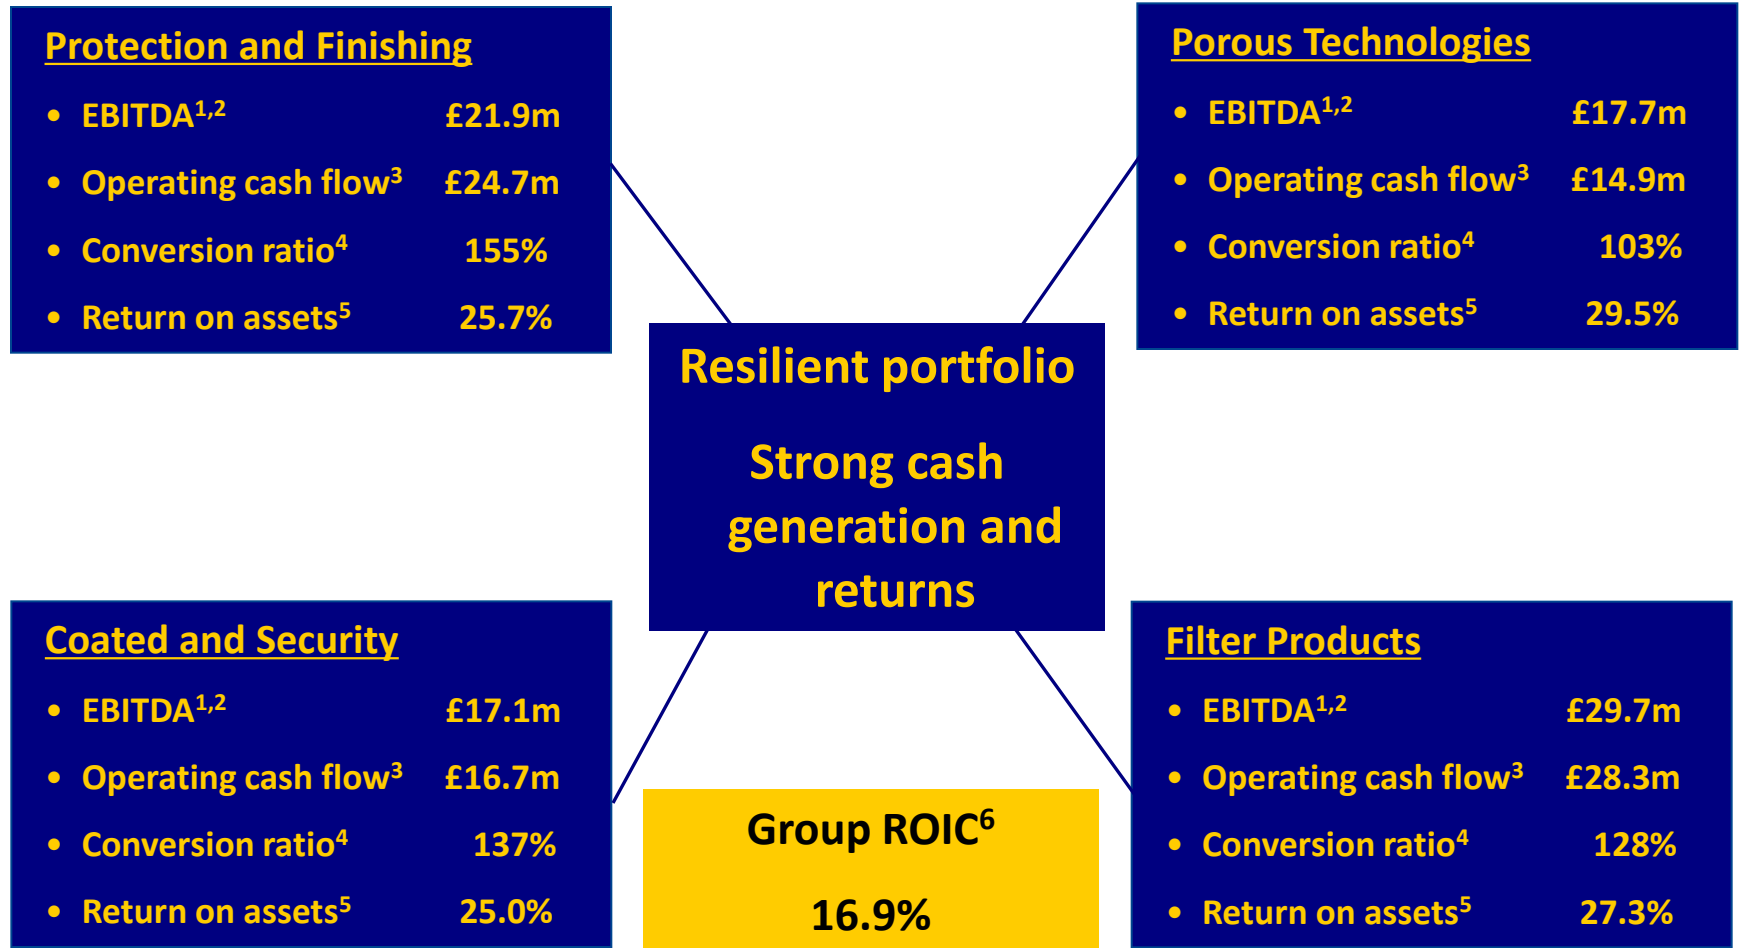 Protection and Finishing
• EBITDA1,2 £21.9m
• Operating cash flow3 £24.7m
• Conversion ratio4 155%
• Return on assets5 25.7%
Porous Technologies
• EBITDA1,2 £17.7m
• Operating cash flow3 £14.9m
• Conversion ratio4 103%
• Return on assets5 29.5%
Resilient portfolio
Strong cash
generation and
returns
Coated and Security
• EBITDA1,2 £17.1m
• Operating cash flow3 £16.7m
• Conversion ratio4 137%
• Return on assets5 25.0%
Group ROIC6
16.9%
Filter Products
• EBITDA1,2 £29.7m
• Operating cash flow3 £28.3m
• Conversion ratio4 128%
• Return on assets5 27.3%